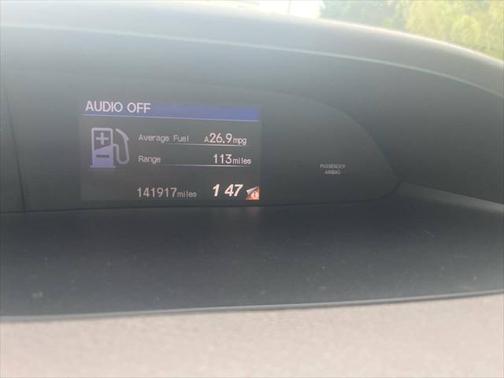 AUDIO OFF
Average Fuel A26.9mpg
Range 113miles
141917miles 1 47
PASSENGER
AIRBAG